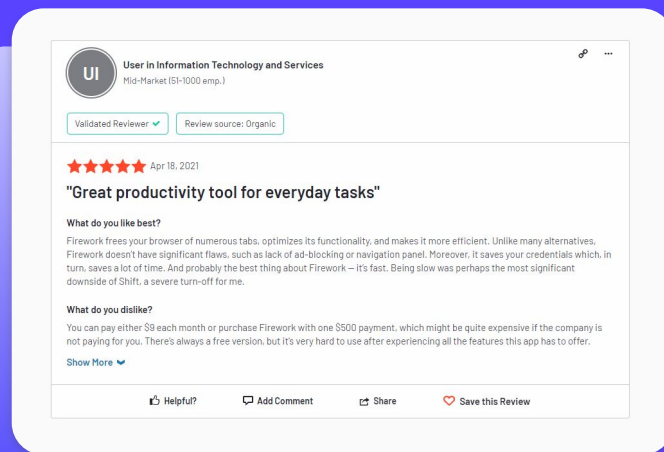 UI
User in Information Technology and Services
Mid-Market (51-1000 emp.)
Validated Reviewer
Review source: Organic
Apr 18, 2021
"Great productivity tool for everyday tasks"
What do you like best?
Firework frees your browser of numerous tabs, optimizes its functionality, and makes it more efficient. Unlike many alternatives,
Firework doesn't have significant flaws, such as lack of ad-blocking or navigation panel. Moreover, it saves your credentials which, in
turn, saves a lot of time. And probably the best thing about Firework – it's fast. Being slow was perhaps the most significant
downside of Shift, a severe turn-off for me.
What do you dislike?
You can pay either $9 each month or purchase Firework with one $500 payment, which might be quite expensive if the company is
not paying for you. There's always a free version, but it's very hard to use after experiencing all the features this app has to offer.
Show More
Helpful?
Add Comment
Share
Save this Review